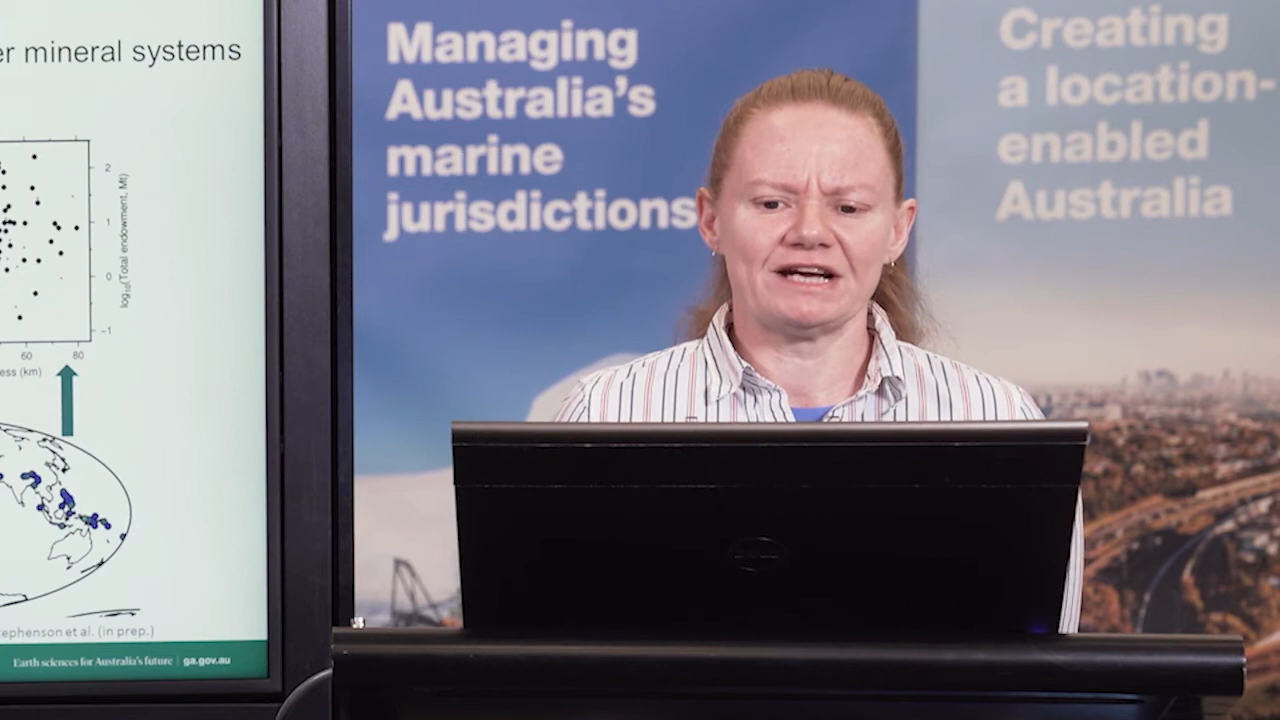 er mineral systems
2
1
0
−1
log10(Total endowment, Mt)
60
80
ess (km)
tephenson et al. (in prep.)
Earth sciences for Australia's future | ga.gov.au
Managing
Australia's
marine
jurisdictions
Creating
a location-
enabled
Australia
DELL